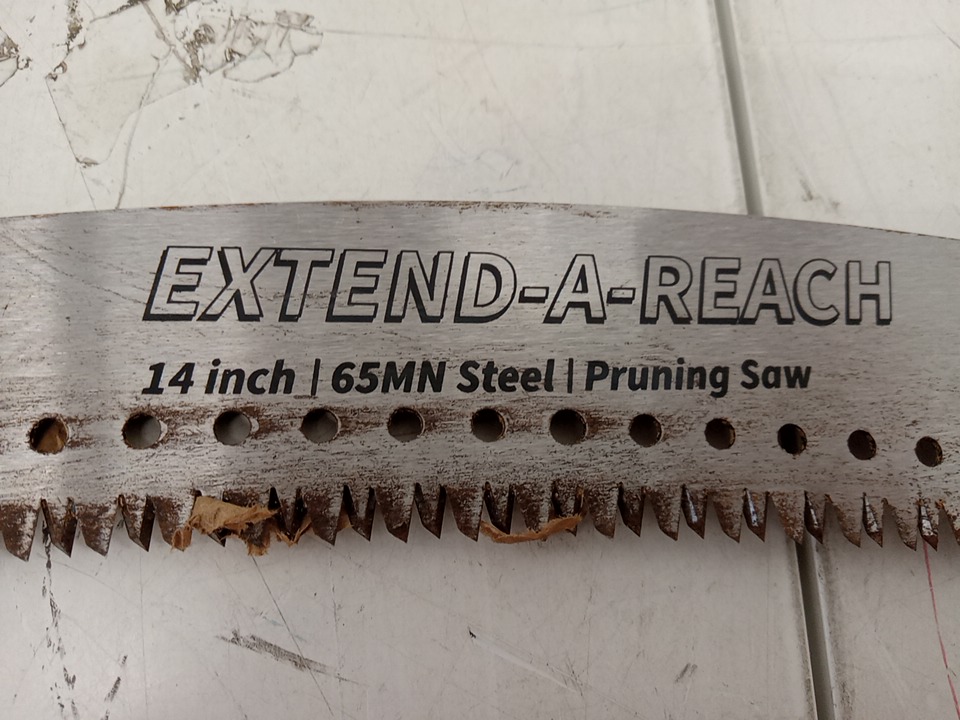 EXTEND-A-REACH
14 inch | 65MN Steel | Pruning Saw